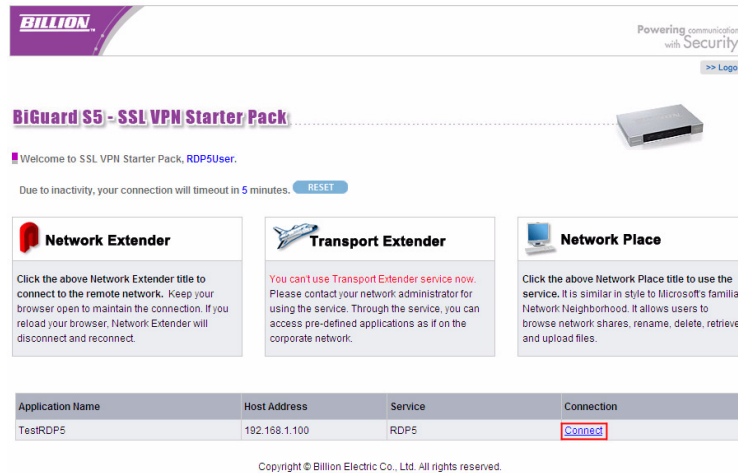 BILLION
Powering communication
with Security
>> Logo
BiGuard S5 - SSL VPN Starter Pack
Welcome to SSL VPN Starter Pack, RDP5User.
Due to inactivity, your connection will timeout in 5 minutes. RESET
Network Extender
Click the above Network Extender title to
connect to the remote network. Keep your
browser open to maintain the connection. If you
reload your browser, Network Extender will
disconnect and reconnect.
Transport Extender
You can't use Transport Extender service now.
Please contact your network administrator for
using the service. Through the service, you can
access pre-defined applications as if on the
corporate network.
Network Place
Click the above Network Place title to use the
service. It is similar in style to Microsoft's familia
Network Neighborhood. It allows users to
browse network shares, rename, delete, retrieve
and upload files.
Application Name Host Address Service Connection
TestRDP5 192.168.1.100 RDP5 Connect
Copyright © Billion Electric Co., Ltd. All rights reserved.